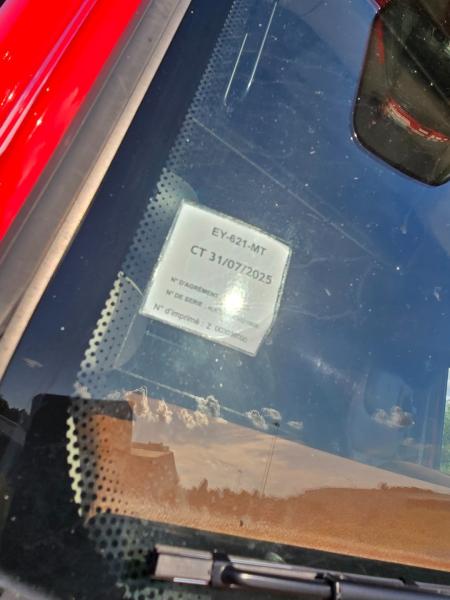 EY-621-MT
CT 31/07/2025
N° D'AGRÉMENT
N° DE SERIE
N° d'imprimé : Z